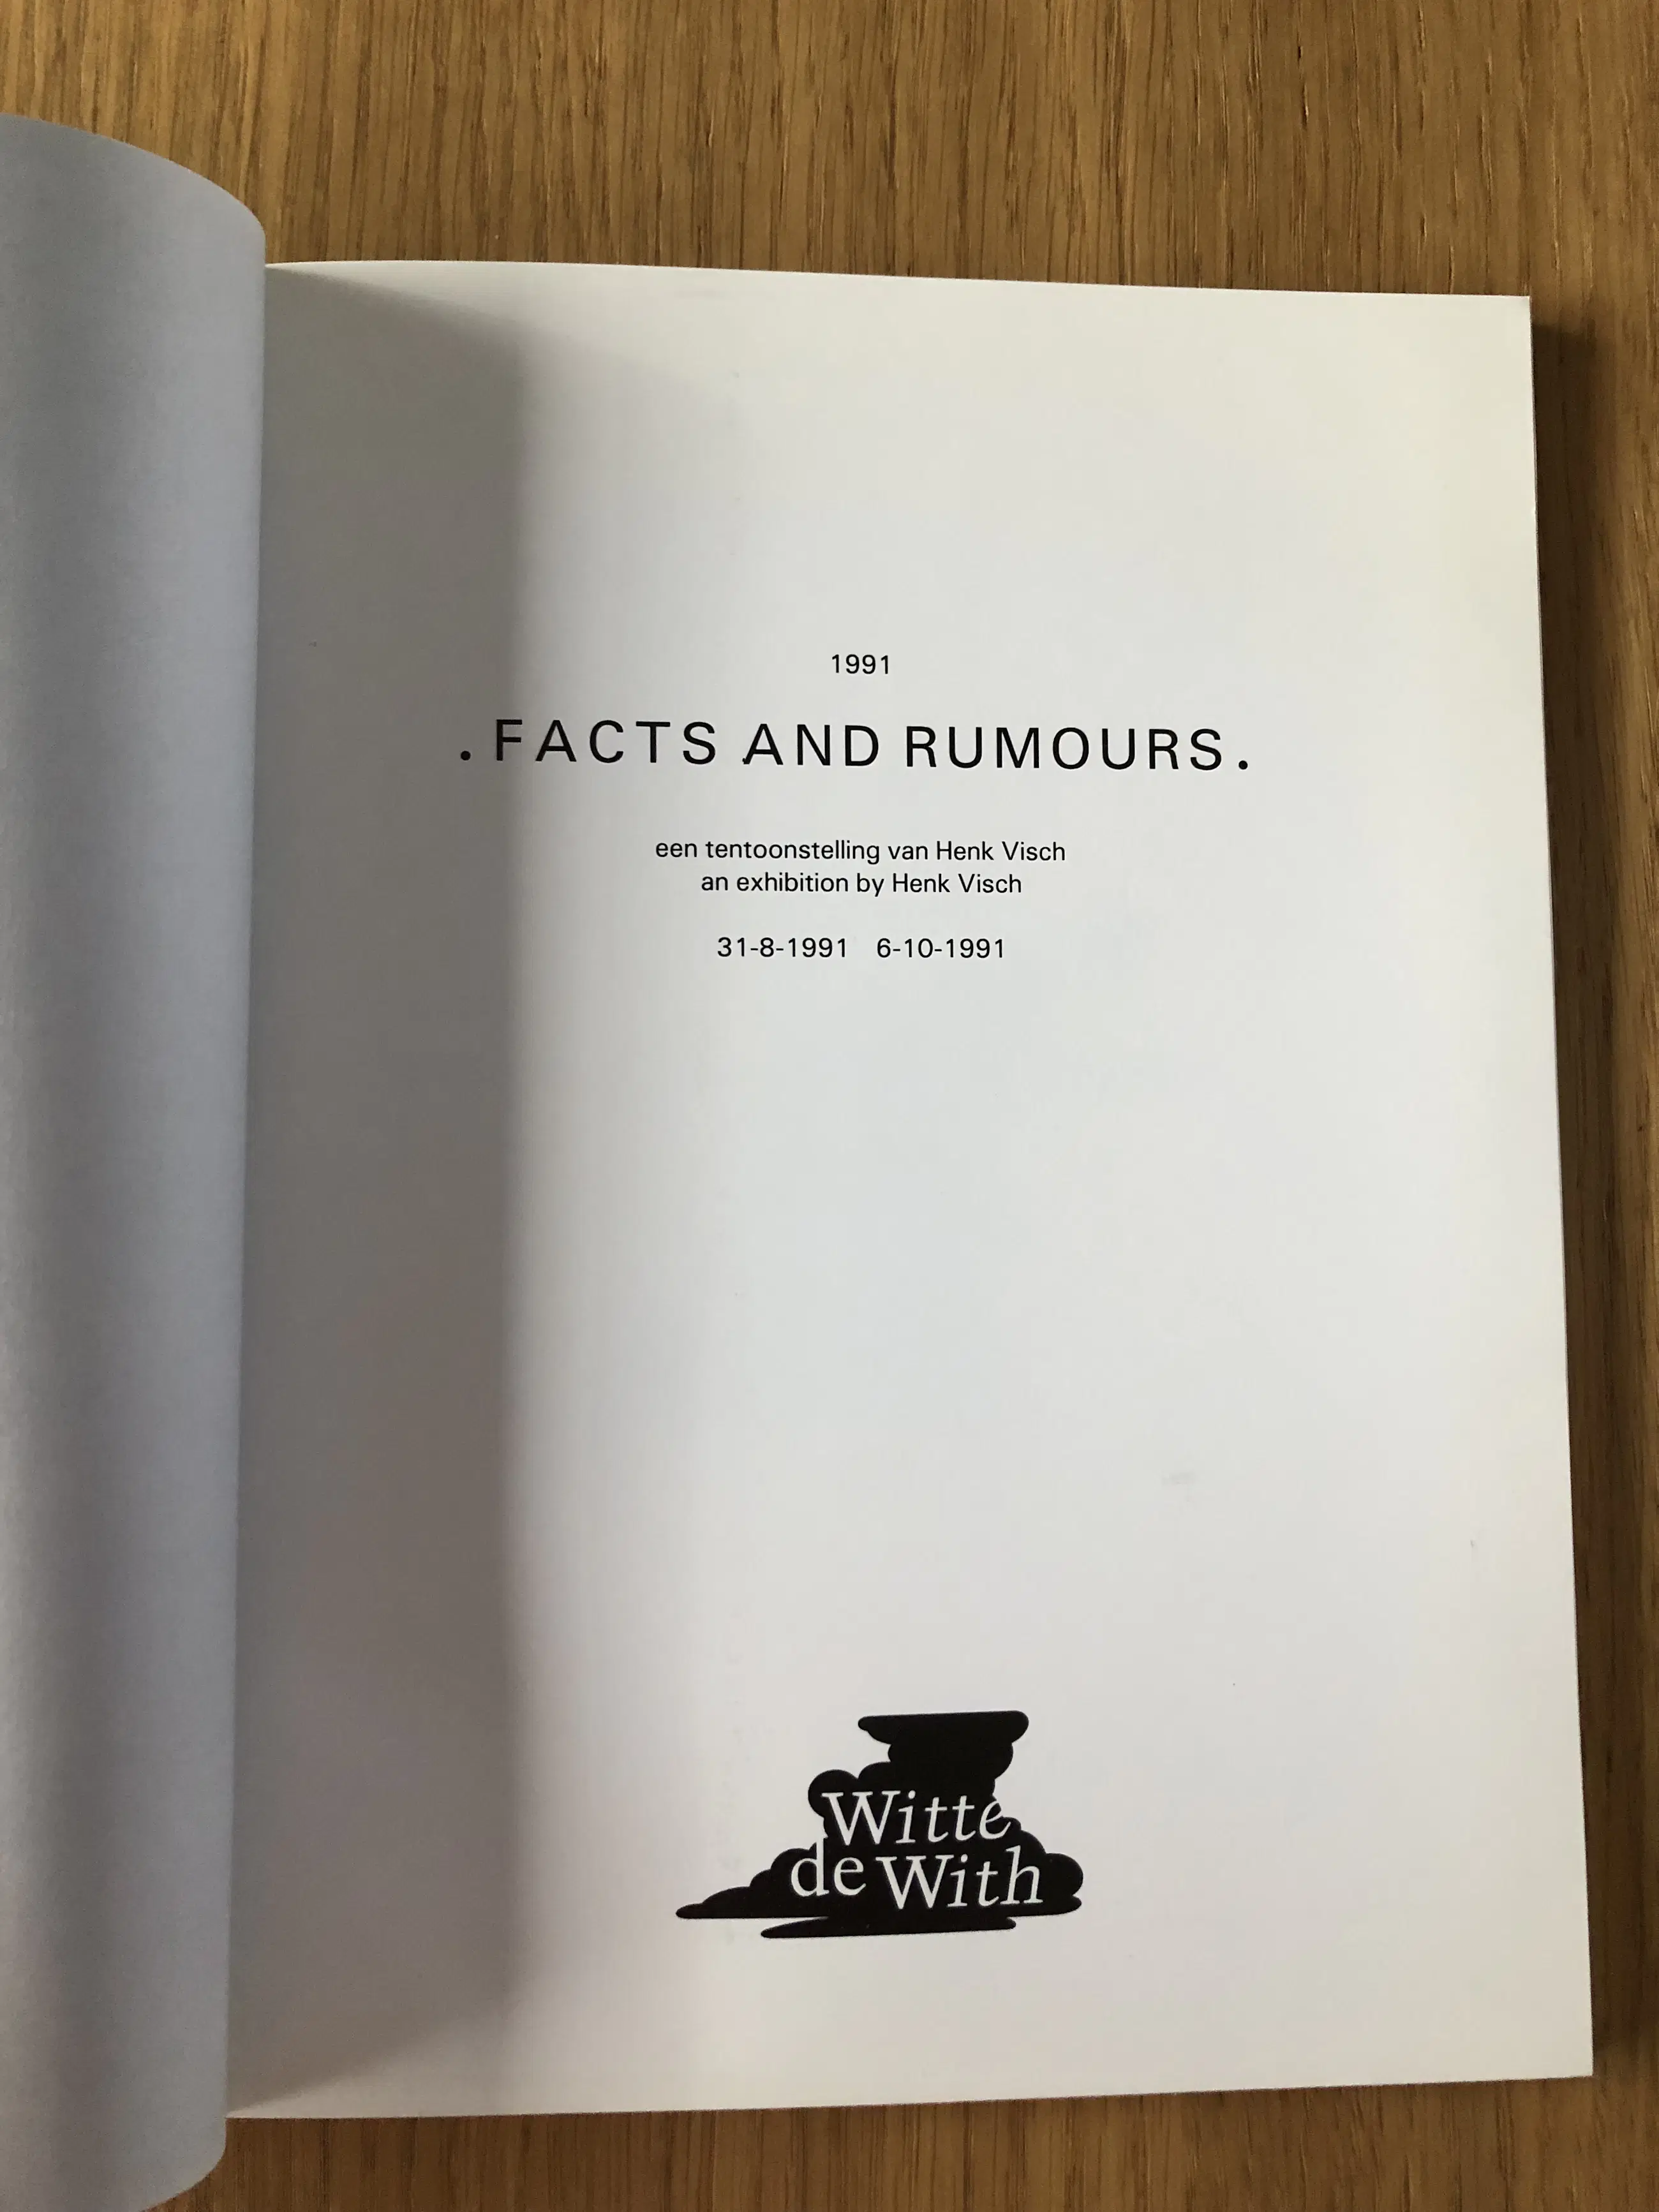 1991
. FACTS AND RUMOURS .
een tentoonstelling van Henk Visch
an exhibition by Henk Visch
31-8-1991 6-10-1991
Witte
de With